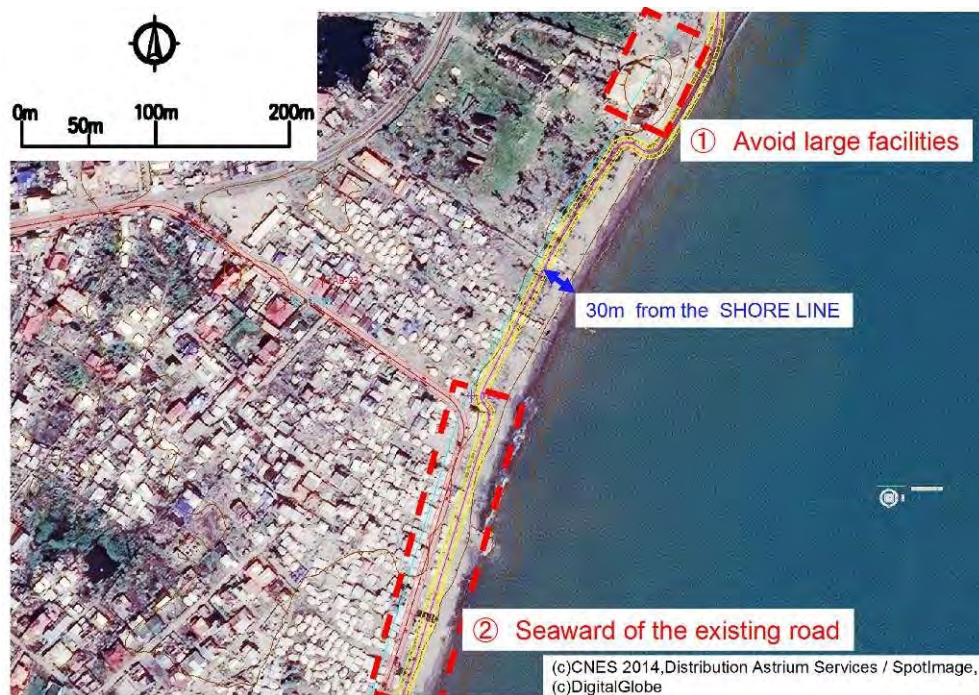 0m
50m
100m
200m
① Avoid large facilities
30m from the SHORE LINE
② Seaward of the existing road
(c)CNES 2014,Distribution Astrium Services / SpotImage,
(c)DigitalGlobe